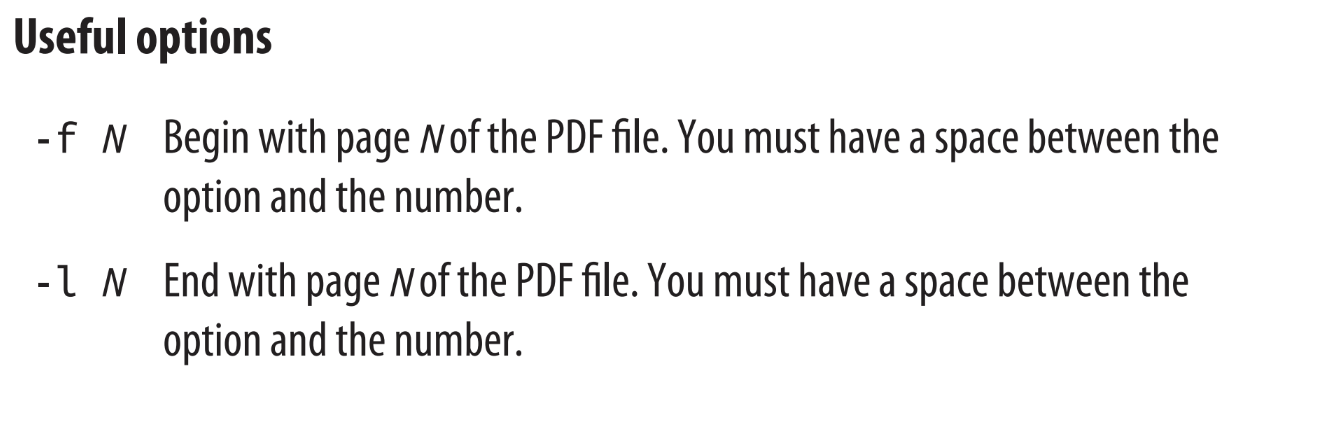 Useful options
-f N Begin with page N of the PDF file. You must have a space between the
option and the number.
-l N End with page N of the PDF file. You must have a space between the
option and the number.